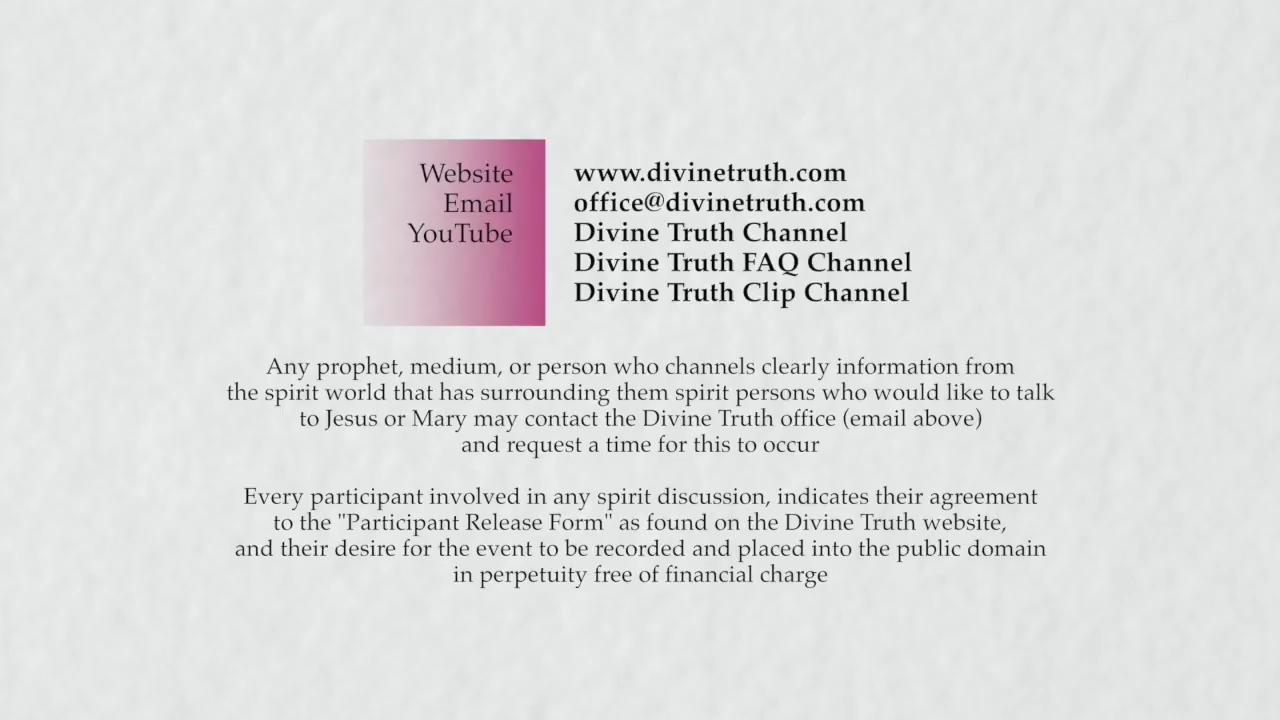 Website www.divinetruth.com
Email office@divinetruth.com
YouTube Divine Truth Channel
Divine Truth FAQ Channel
Divine Truth Clip Channel
Any prophet, medium, or person who channels clearly information from
the spirit world that has surrounding them spirit persons who would like to talk
to Jesus or Mary may contact the Divine Truth office (email above)
and request a time for this to occur
Every participant involved in any spirit discussion, indicates their agreement
to the "Participant Release Form" as found on the Divine Truth website,
and their desire for the event to be recorded and placed into the public domain
in perpetuity free of financial charge